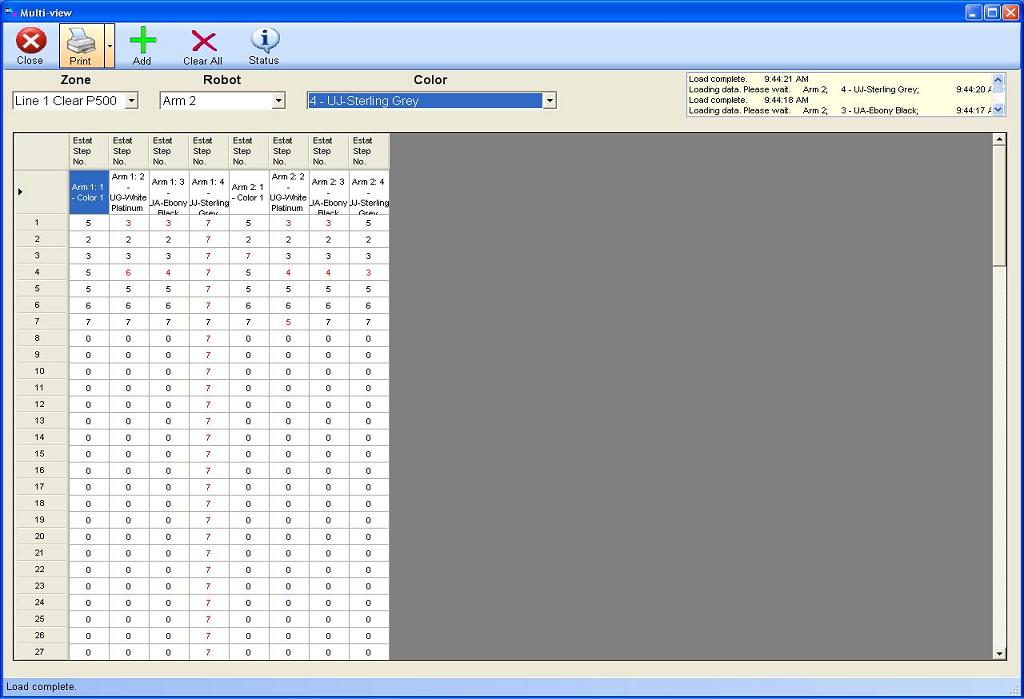 Multi-view
Close Print Add Clear All Status
Zone Robot Color
Line 1 Clear P500 Arm 2 4 - UJ-Sterling Grey
Load complete. 9:44:21 AM
Loading data. Please wait. Arm 2; 4 - UJ-Sterling Grey; 9:44:20
Load complete. 9:44:18 AM
Loading data. Please wait. Arm 2; 3 - UA-Ebony Black; 9:44:17
Estat Estat Estat Estat Estat Estat Estat Estat
Step Step Step Step Step Step Step Step
No. No. No. No. No. No. No. No.
Arm 1: 1 - Color 1
Arm 1: 2 - UG-White Platinum
Arm 1: 3 - UA-Ebony Black
Arm 1: 4 - UJ-Sterling Grey
Arm 2: 1 - Color 1
Arm 2: 2 - UG-White Platinum
Arm 2: 3 - UA-Ebony Black
Arm 2: 4 - UJ-Sterling Grey
1 5 3 3 7 5 3 3 5
2 2 2 2 7 2 2 2 2
3 3 3 3 7 7 3 3 3
4 5 6 4 7 5 4 4 3
5 5 5 5 7 5 5 5 5
6 6 6 6 7 6 6 6 6
7 7 7 7 7 7 5 7 7
8 0 0 0 7 0 0 0 0
9 0 0 0 7 0 0 0 0
10 0 0 0 7 0 0 0 0
11 0 0 0 7 0 0 0 0
12 0 0 0 7 0 0 0 0
13 0 0 0 7 0 0 0 0
14 0 0 0 7 0 0 0 0
15 0 0 0 7 0 0 0 0
16 0 0 0 7 0 0 0 0
17 0 0 0 7 0 0 0 0
18 0 0 0 7 0 0 0 0
19 0 0 0 7 0 0 0 0
20 0 0 0 7 0 0 0 0
21 0 0 0 7 0 0 0 0
22 0 0 0 7 0 0 0 0
23 0 0 0 7 0 0 0 0
24 0 0 0 7 0 0 0 0
25 0 0 0 7 0 0 0 0
26 0 0 0 7 0 0 0 0
27 0 0 0 7 0 0 0 0
Load complete.